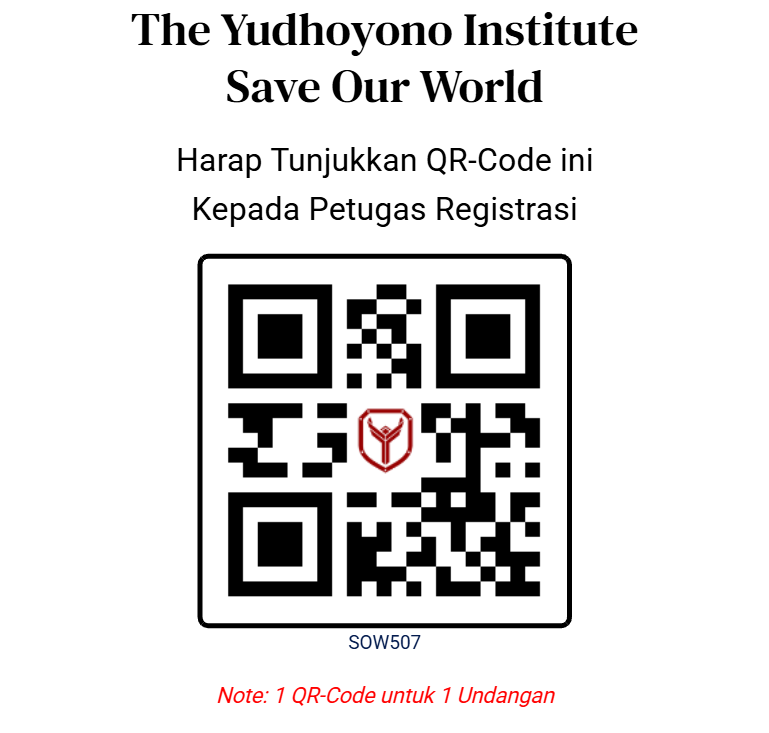 The Yudhoyono Institute
Save Our World
Harap Tunjukkan QR-Code ini
Kepada Petugas Registrasi
SOW507
Note: 1 QR-Code untuk 1 Undangan